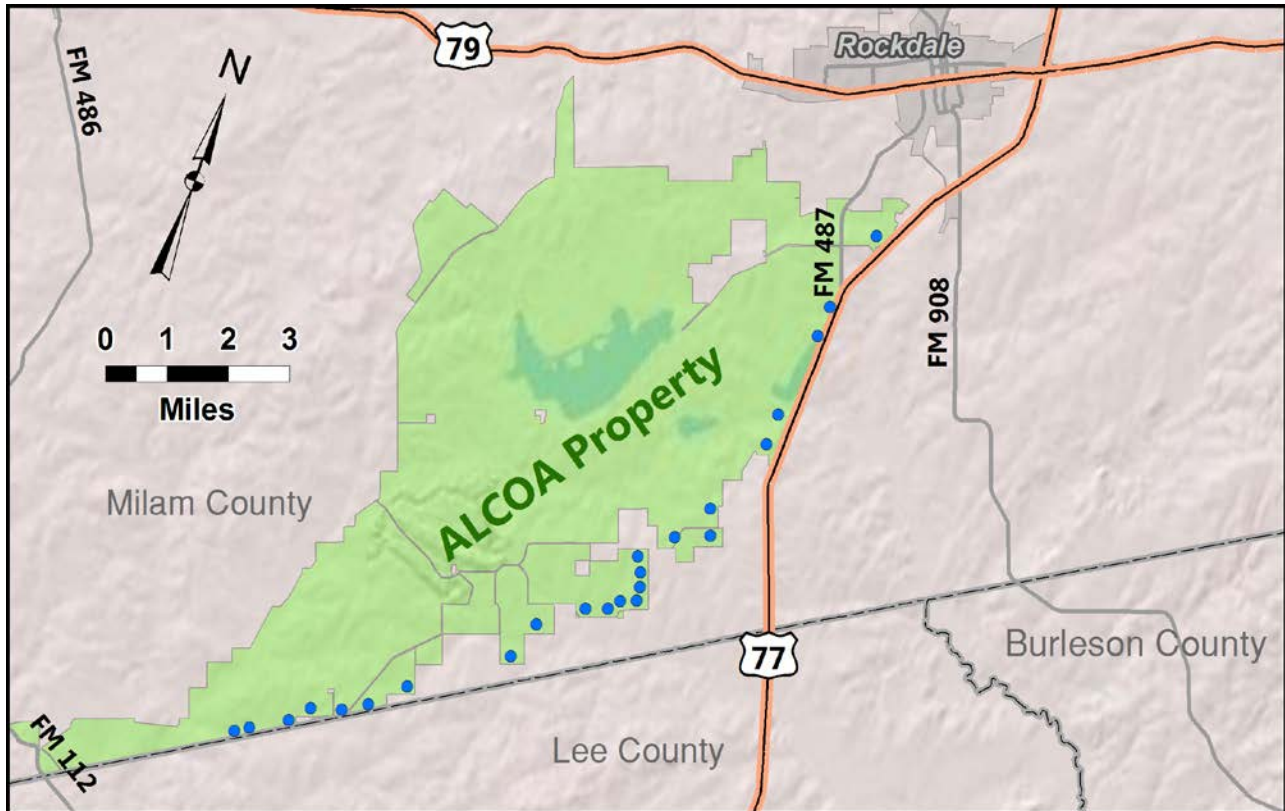 79
Rockdale
FM 486
N
FM 487
0 1 2 3
Miles
FM 908
ALCOA Property
Milam County
Burleson County
77
Lee County
FM 112